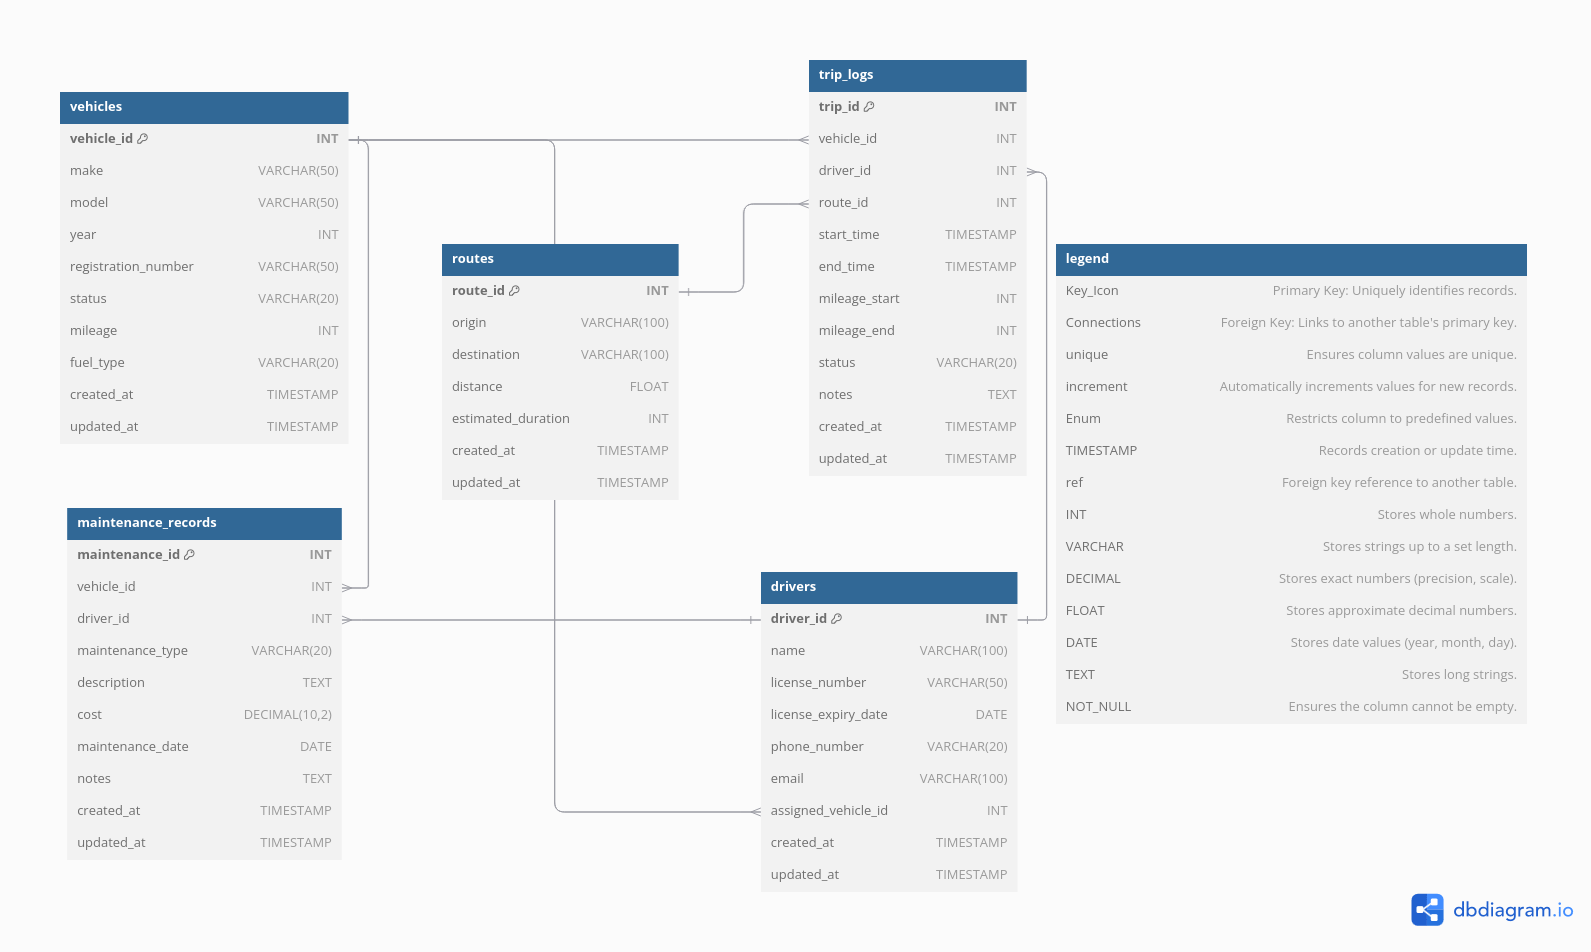 vehicles
vehicle_id INT
make VARCHAR(50)
model VARCHAR(50)
year INT
registration_number VARCHAR(50)
status VARCHAR(20)
mileage INT
fuel_type VARCHAR(20)
created_at TIMESTAMP
updated_at TIMESTAMP
maintenance_records
maintenance_id INT
vehicle_id INT
driver_id INT
maintenance_type VARCHAR(20)
description TEXT
cost DECIMAL(10,2)
maintenance_date DATE
notes TEXT
created_at TIMESTAMP
updated_at TIMESTAMP
routes
route_id INT
origin VARCHAR(100)
destination VARCHAR(100)
distance FLOAT
estimated_duration INT
created_at TIMESTAMP
updated_at TIMESTAMP
trip_logs
trip_id INT
vehicle_id INT
driver_id INT
route_id INT
start_time TIMESTAMP
end_time TIMESTAMP
mileage_start INT
mileage_end INT
status VARCHAR(20)
notes TEXT
created_at TIMESTAMP
updated_at TIMESTAMP
drivers
driver_id INT
name VARCHAR(100)
license_number VARCHAR(50)
license_expiry_date DATE
phone_number VARCHAR(20)
email VARCHAR(100)
assigned_vehicle_id INT
created_at TIMESTAMP
updated_at TIMESTAMP
legend
Key_Icon Primary Key: Uniquely identifies records.
Connections Foreign Key: Links to another table's primary key.
unique Ensures column values are unique.
increment Automatically increments values for new records.
Enum Restricts column to predefined values.
TIMESTAMP Records creation or update time.
ref Foreign key reference to another table.
INT Stores whole numbers.
VARCHAR Stores strings up to a set length.
DECIMAL Stores exact numbers (precision, scale).
FLOAT Stores approximate decimal numbers.
DATE Stores date values (year, month, day).
TEXT Stores long strings.
NOT_NULL Ensures the column cannot be empty.
dbdiagram.io